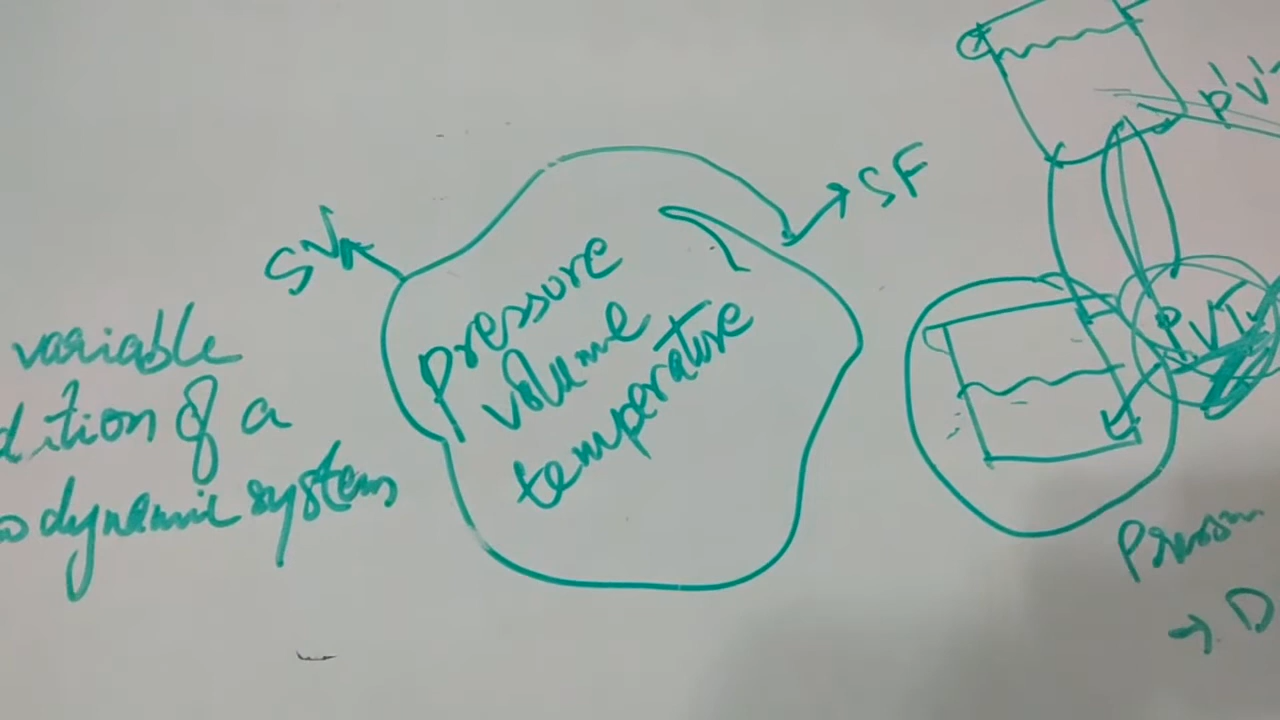 SV
SF
variable
dition of a
dynamic system
pressure
volume
temperature
P'V'
PVT
Pressu
→ D